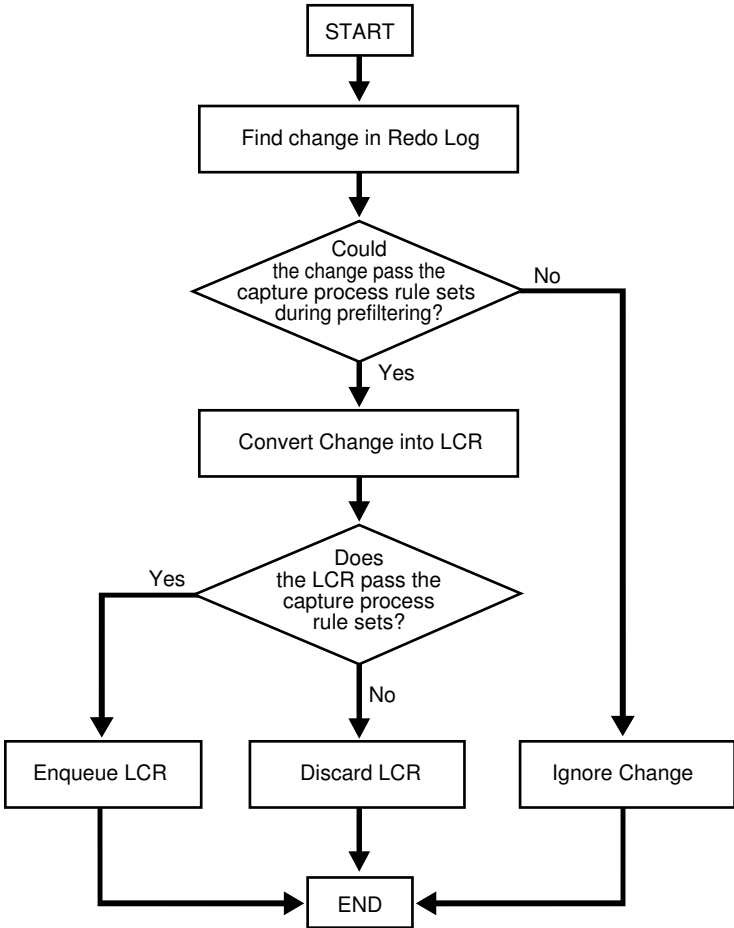 START
Find change in Redo Log
Could
the change pass the
capture process rule sets
during prefiltering?
No
Yes
Convert Change into LCR
Does
the LCR pass the
capture process
rule sets?
Yes
No
Enqueue LCR
Discard LCR
Ignore Change
END